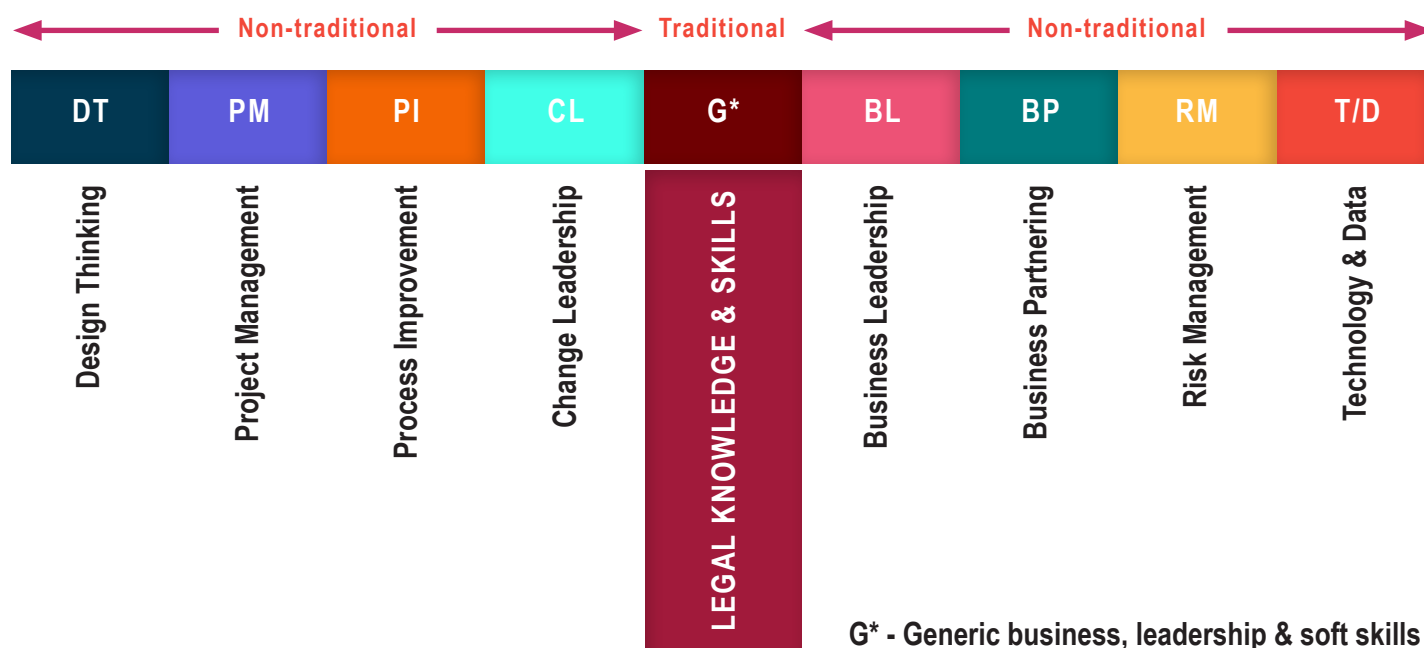 Non-traditional
Traditional
Non-traditional
DT
PM
PI
CL
G*
BL
BP
RM
T/D
Design Thinking
Project Management
Process Improvement
Change Leadership
LEGAL KNOWLEDGE & SKILLS
Business Leadership
Business Partnering
Risk Management
Technology & Data
G* - Generic business, leadership & soft skills